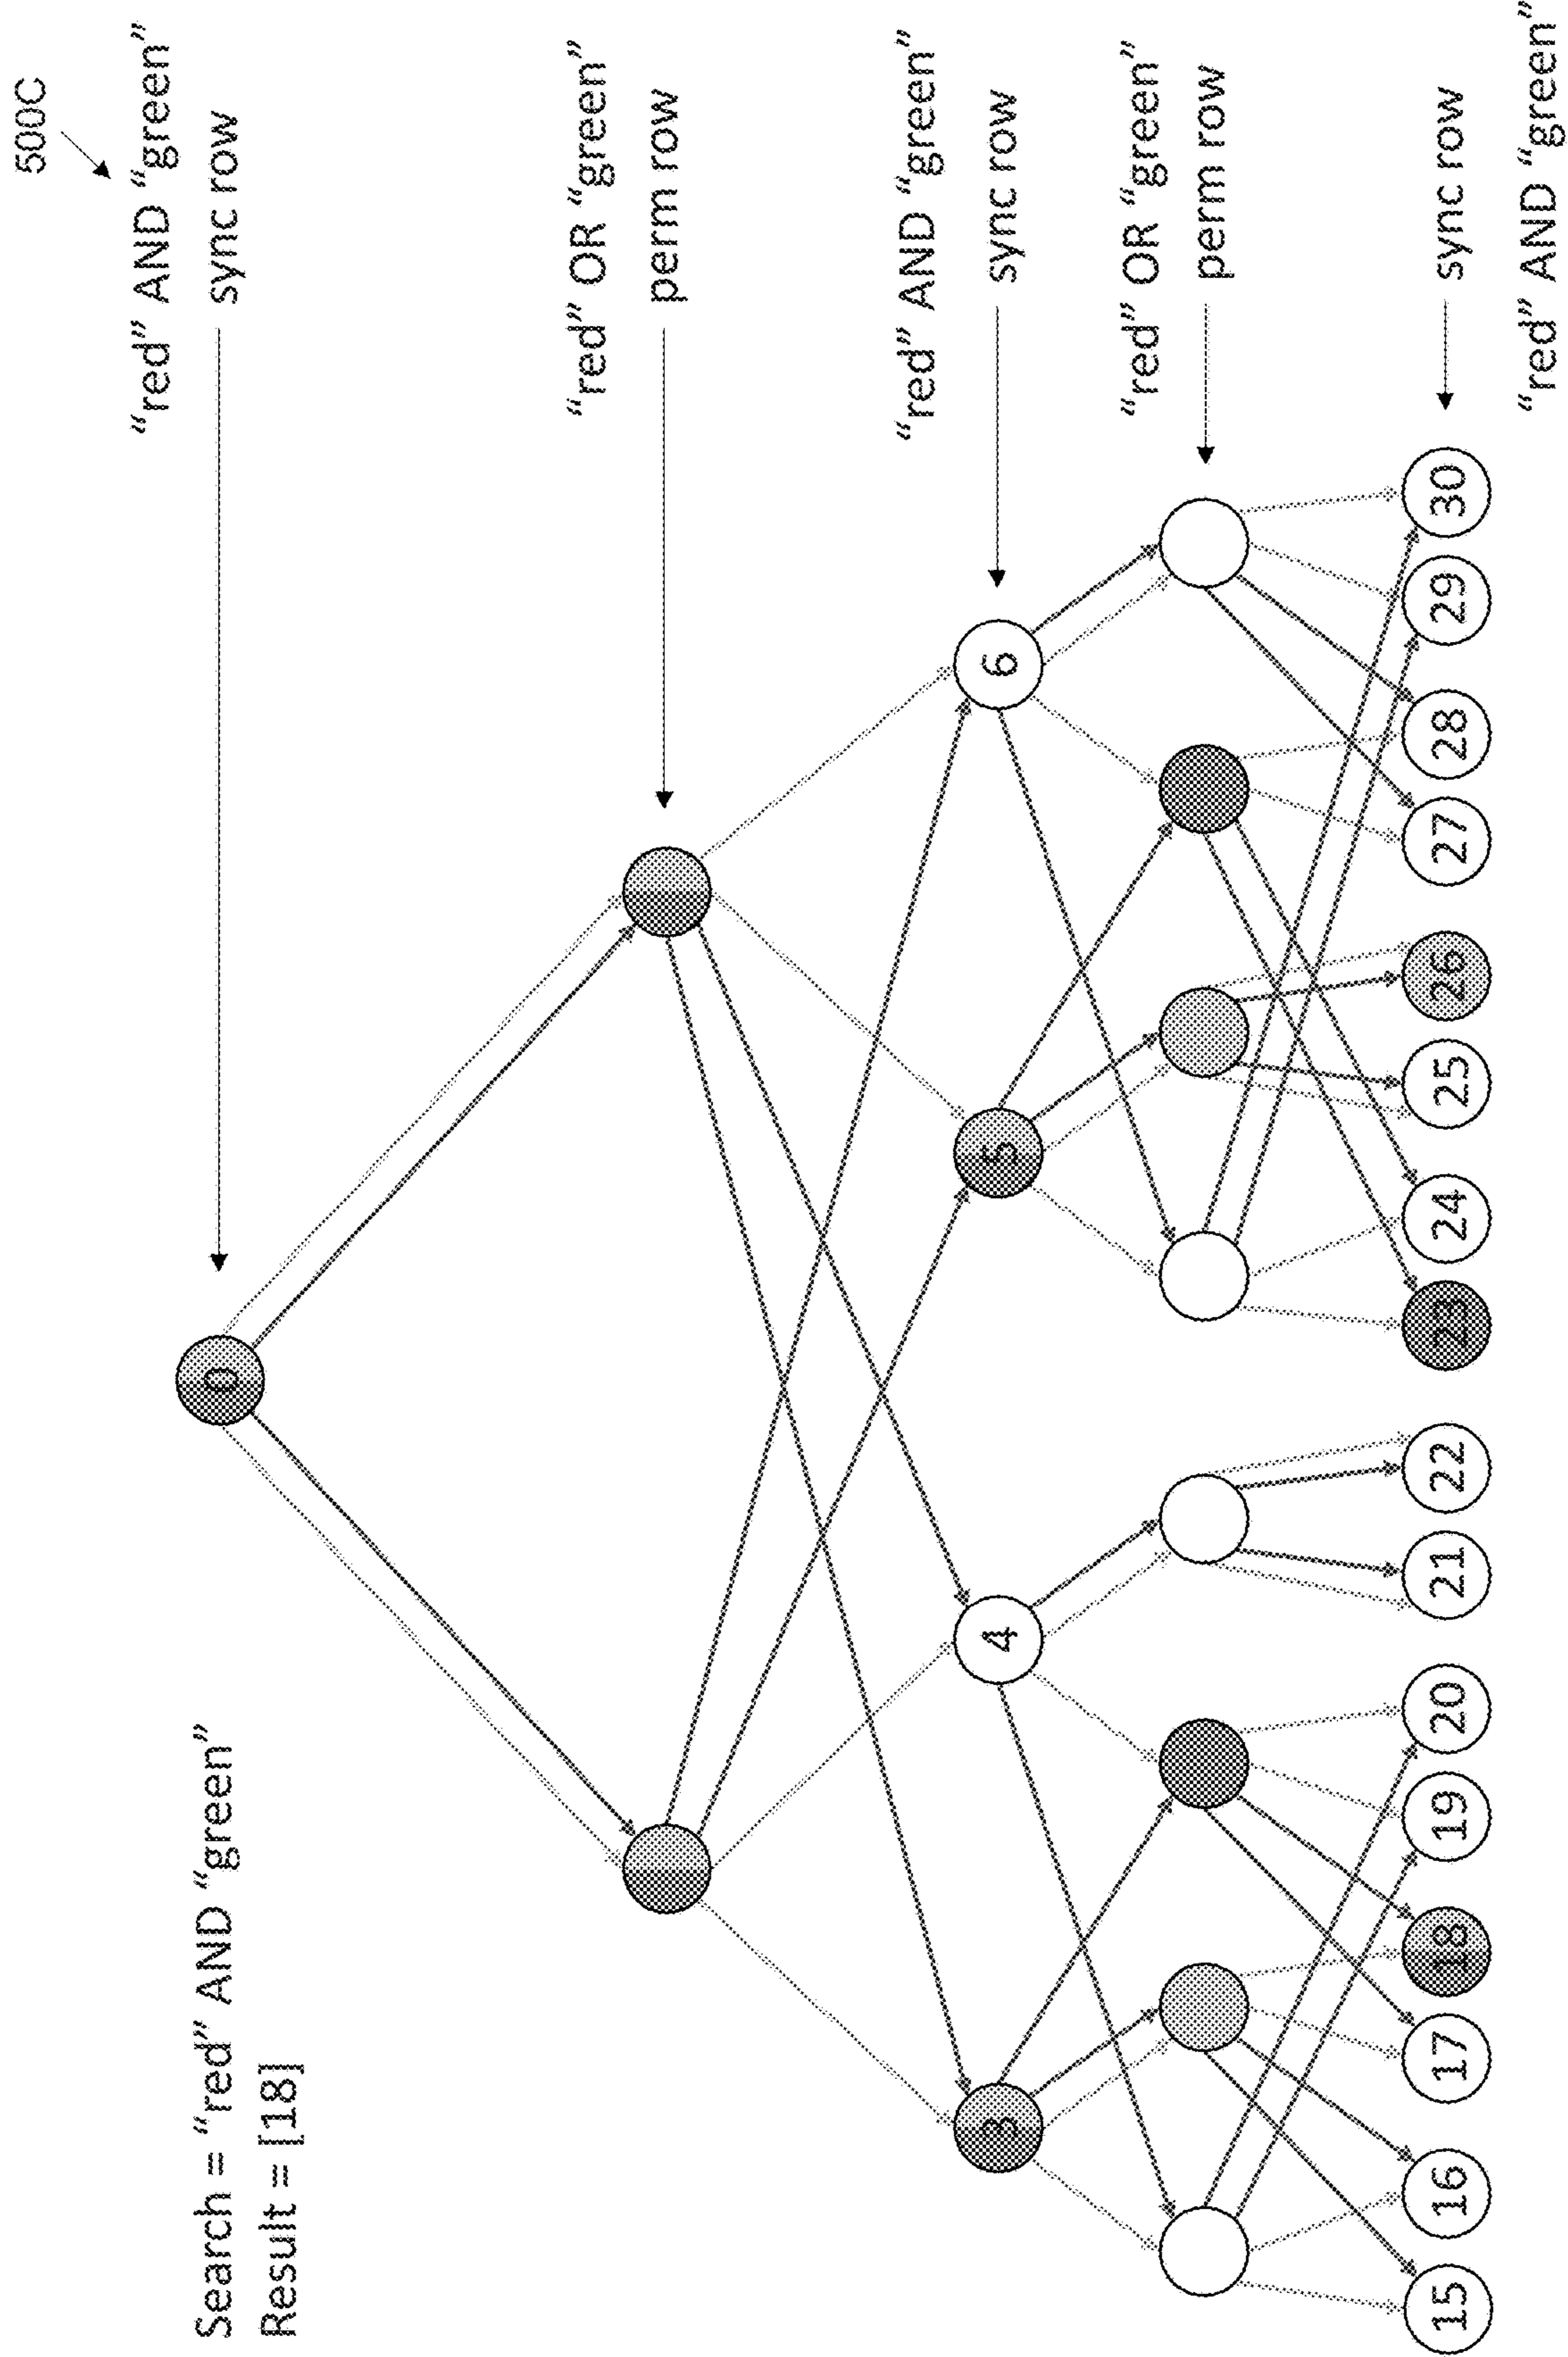 500C
“red” AND “green”
sync row
Search = “red” AND “green”
Result = [18]
0
“red” OR “green”
perm row
“red” AND “green”
sync row
3 4 5 6
“red” OR “green”
perm row
15 16 17 18 19 20 21 22 23 24 25 26 27 28 29 30
sync row
“red” AND “green”